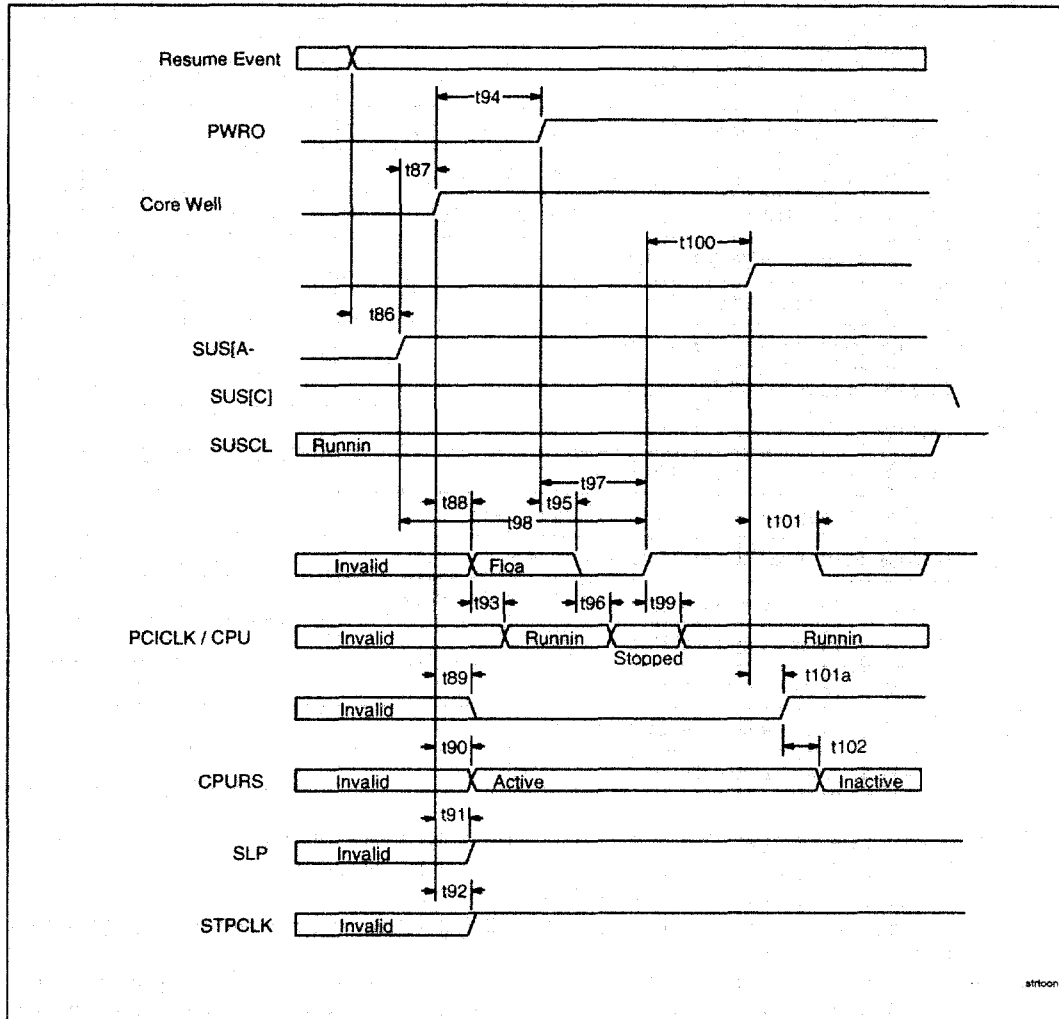 Resume Event
t94
PWRO
t87
Core Well
t100
t86
SUS[A-
SUS[C]
SUSCL
Runnin
t97
t88
t95
t98
t101
Invalid
Floa
t93
t96
t99
PCICLK / CPU
Invalid
Runnin
Runnin
Stopped
t89
t101a
Invalid
t90
t102
CPURS
Invalid
Active
Inactive
t91
SLP
Invalid
t92
STPCLK
Invalid
strtoon